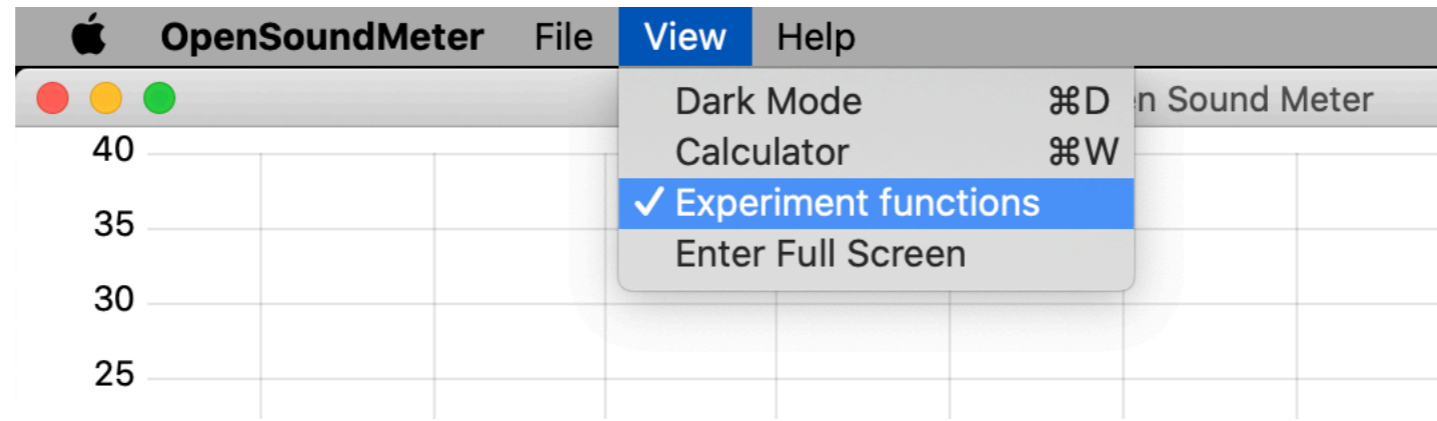 OpenSoundMeter File View Help
n Sound Meter
Dark Mode ⌘D
Calculator ⌘W
✓ Experiment functions
Enter Full Screen
40
35
30
25